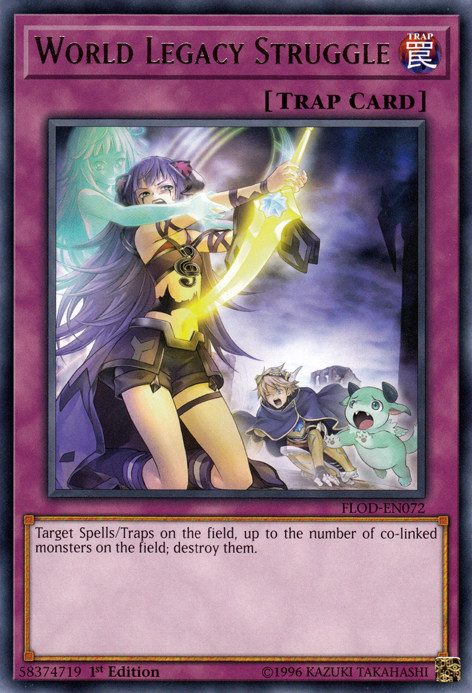 World Legacy Struggle
TRAP
罠
[Trap Card]
FLOD-EN072
Target Spells/Traps on the field, up to the number of co-linked
monsters on the field; destroy them.
58374719 1st Edition ©1996 KAZUKI TAKAHASHI